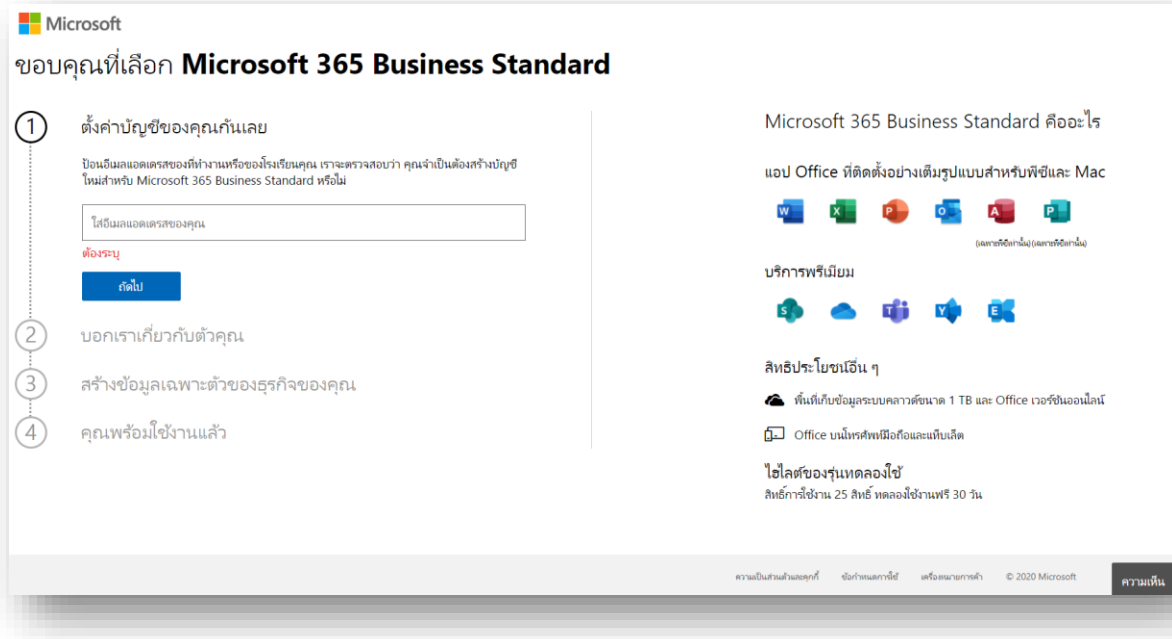 Microsoft
ขอบคุณที่เลือก Microsoft 365 Business Standard
1
ตั้งค่าบัญชีของคุณกันเลย
ป้อนอีเมลแอดเดรสของที่ทำงานหรือของโรงเรียนคุณ เราจะตรวจสอบว่า คุณจำเป็นต้องสร้างบัญชี
ใหม่สำหรับ Microsoft 365 Business Standard หรือไม่
ใส่อีเมลแอดเดรสของคุณ
ต้องระบุ
ถัดไป
2
บอกเราเกี่ยวกับตัวคุณ
3
สร้างข้อมูลเฉพาะตัวของธุรกิจของคุณ
4
คุณพร้อมใช้งานแล้ว
Microsoft 365 Business Standard คืออะไร
แอป Office ที่ติดตั้งอย่างเต็มรูปแบบสำหรับพีซีและ Mac
W X P O A P
(เฉพาะพีซีเท่านั้น) (เฉพาะพีซีเท่านั้น)
บริการพรีเมียม
S T Y E
สิทธิประโยชน์อื่น ๆ
พื้นที่เก็บข้อมูลระบบคลาวด์ขนาด 1 TB และ Office เวอร์ชันออนไลน์
Office บนโทรศัพท์มือถือและแท็บเล็ต
ไฮไลต์ของรุ่นทดลองใช้
สิทธิ์การใช้งาน 25 สิทธิ์ ทดลองใช้งานฟรี 30 วัน
ความเป็นส่วนตัวและคุกกี้ ข้อกำหนดการใช้ เครื่องหมายการค้า © 2020 Microsoft
ความเห็น